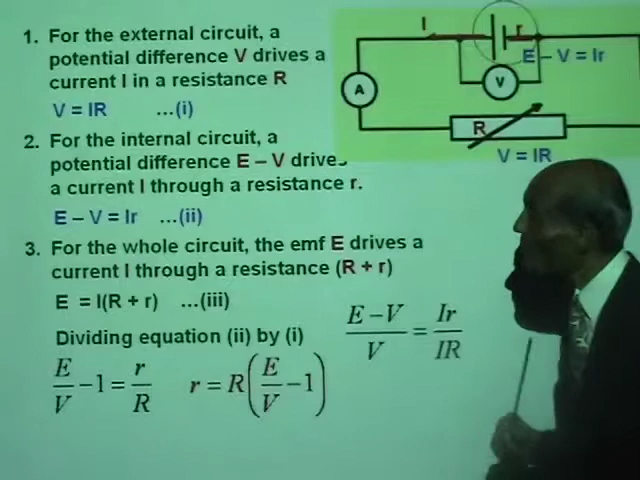 1. For the external circuit, a
potential difference V drives a
current I in a resistance R
V = IR ...(i)
2. For the internal circuit, a
potential difference E – V drives
a current I through a resistance r.
E – V = Ir ...(ii)
3. For the whole circuit, the emf E drives a
current I through a resistance (R + r)
E = I(R + r) ...(iii)
Dividing equation (ii) by (i)
E–V / V = Ir / IR
E / V –1 = r / R
r = R(E / V –1)
I
r
E – V = Ir
A
V
R
V = IR